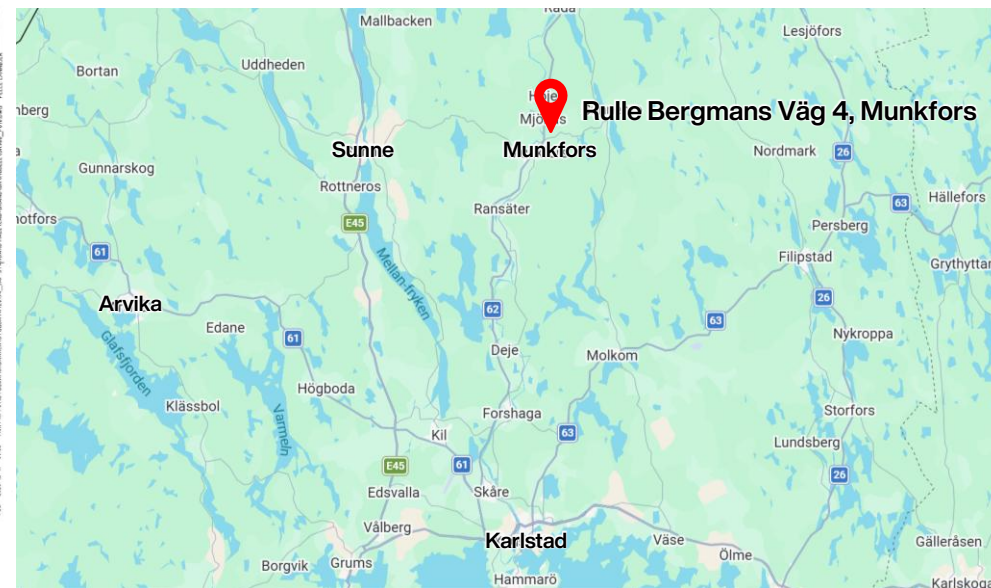 Mallbacken
Råda
Lesjöfors
Bortan
Uddheden
Rulle Bergmans Väg 4, Munkfors
Sunne
Munkfors
Nordmark
26
Gunnarskog
Rottneros
Ransäter
63
Hällefors
E45
Persberg
61
Mellan-fryken
Filipstad
Arvika
26
62
63
Edane
61
Nykroppa
Glafsfjorden
Deje
Molkom
Högboda
Klässbol
Varmeln
Forshaga
Storfors
Kil
63
Lundsberg
E45
61
26
Edsvalla
Skåre
Vålberg
Karlstad
Väse
Ölme
Gälleråsen
Borgvik
Grums
Hammarö
Karlskoga